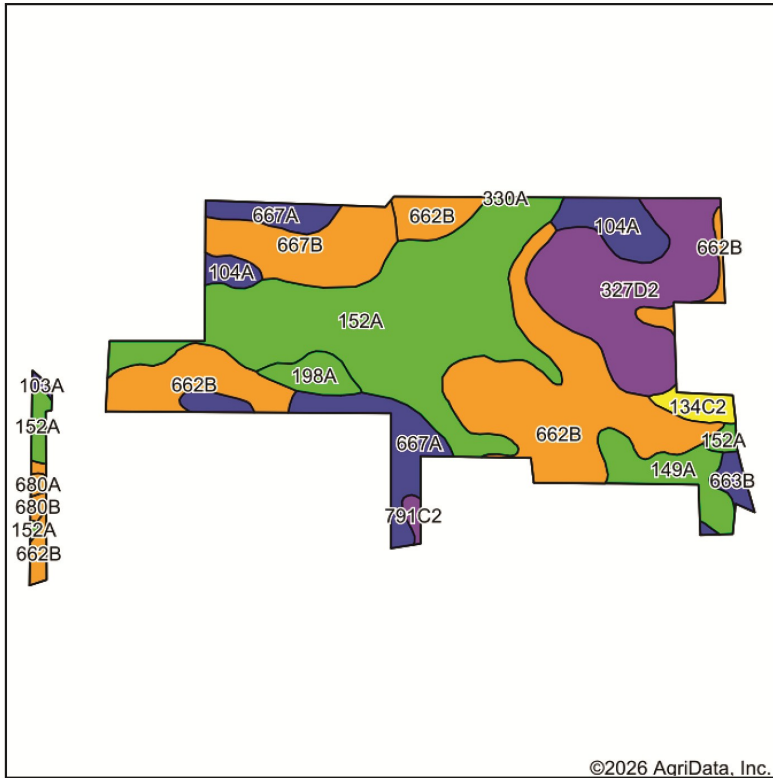 330A
667A
662B
104A
667B
662B
104A
327D2
152A
198A
103A
662B
134C2
152A
662B
667A
152A
149A
680A
663B
680B
791C2
152A
662B
©2026 AgriData, Inc.